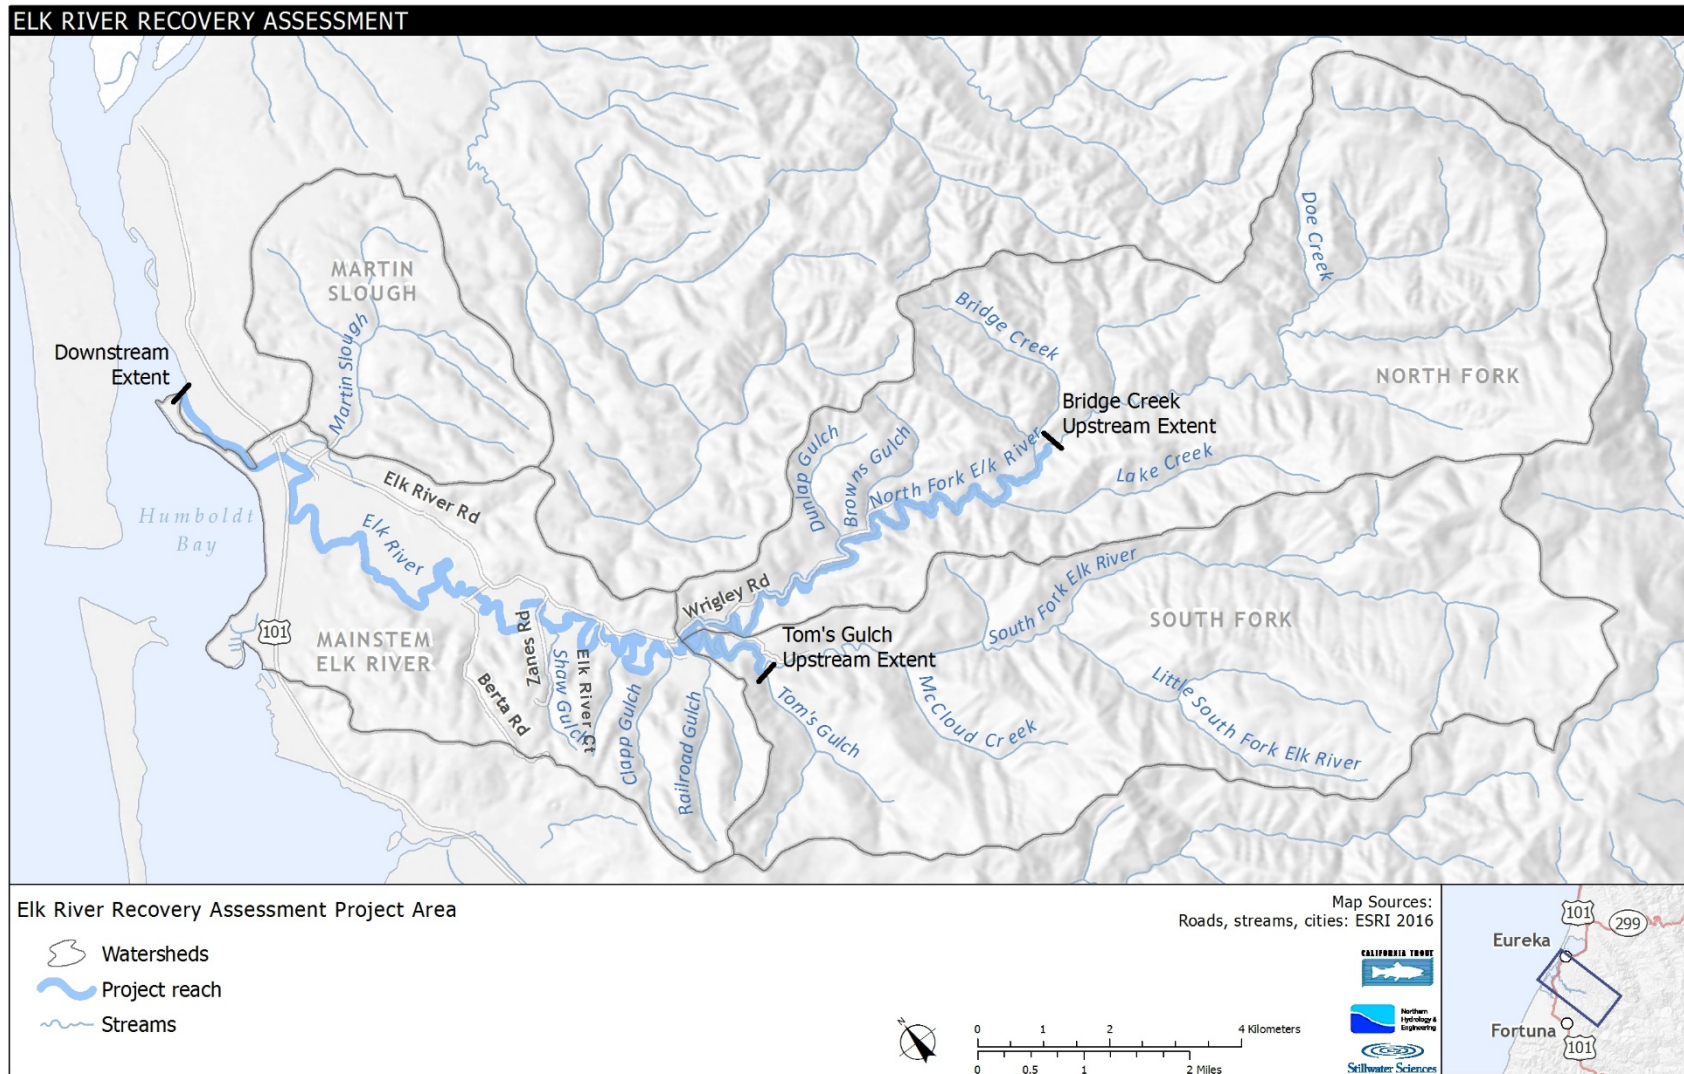 ELK RIVER RECOVERY ASSESSMENT
MARTIN
SLOUGH
Martin Slough
Downstream
Extent
Elk River Rd
Humboldt
Bay
Elk River
101
MAINSTEM
ELK RIVER
Berta Rd
Zanes Rd
Shaw Gulch
Elk River Ct
Clapp Gulch
Railroad Gulch
Wrigley Rd
Dunlap Gulch
Browns Gulch
North Fork Elk River
Bridge Creek
Bridge Creek
Upstream Extent
Lake Creek
Doe Creek
NORTH FORK
Tom's Gulch
Upstream Extent
Tom's Gulch
McCloud Creek
South Fork Elk River
SOUTH FORK
Little South Fork Elk River
Elk River Recovery Assessment Project Area
Watersheds
Project reach
Streams
Map Sources:
Roads, streams, cities: ESRI 2016
CALIFORNIA TROUT
Northern
Hydrology &
Engineering
Stillwater Sciences
N
0 1 2 4 Kilometers
0 0.5 1 2 Miles
101
299
Eureka
Fortuna
101